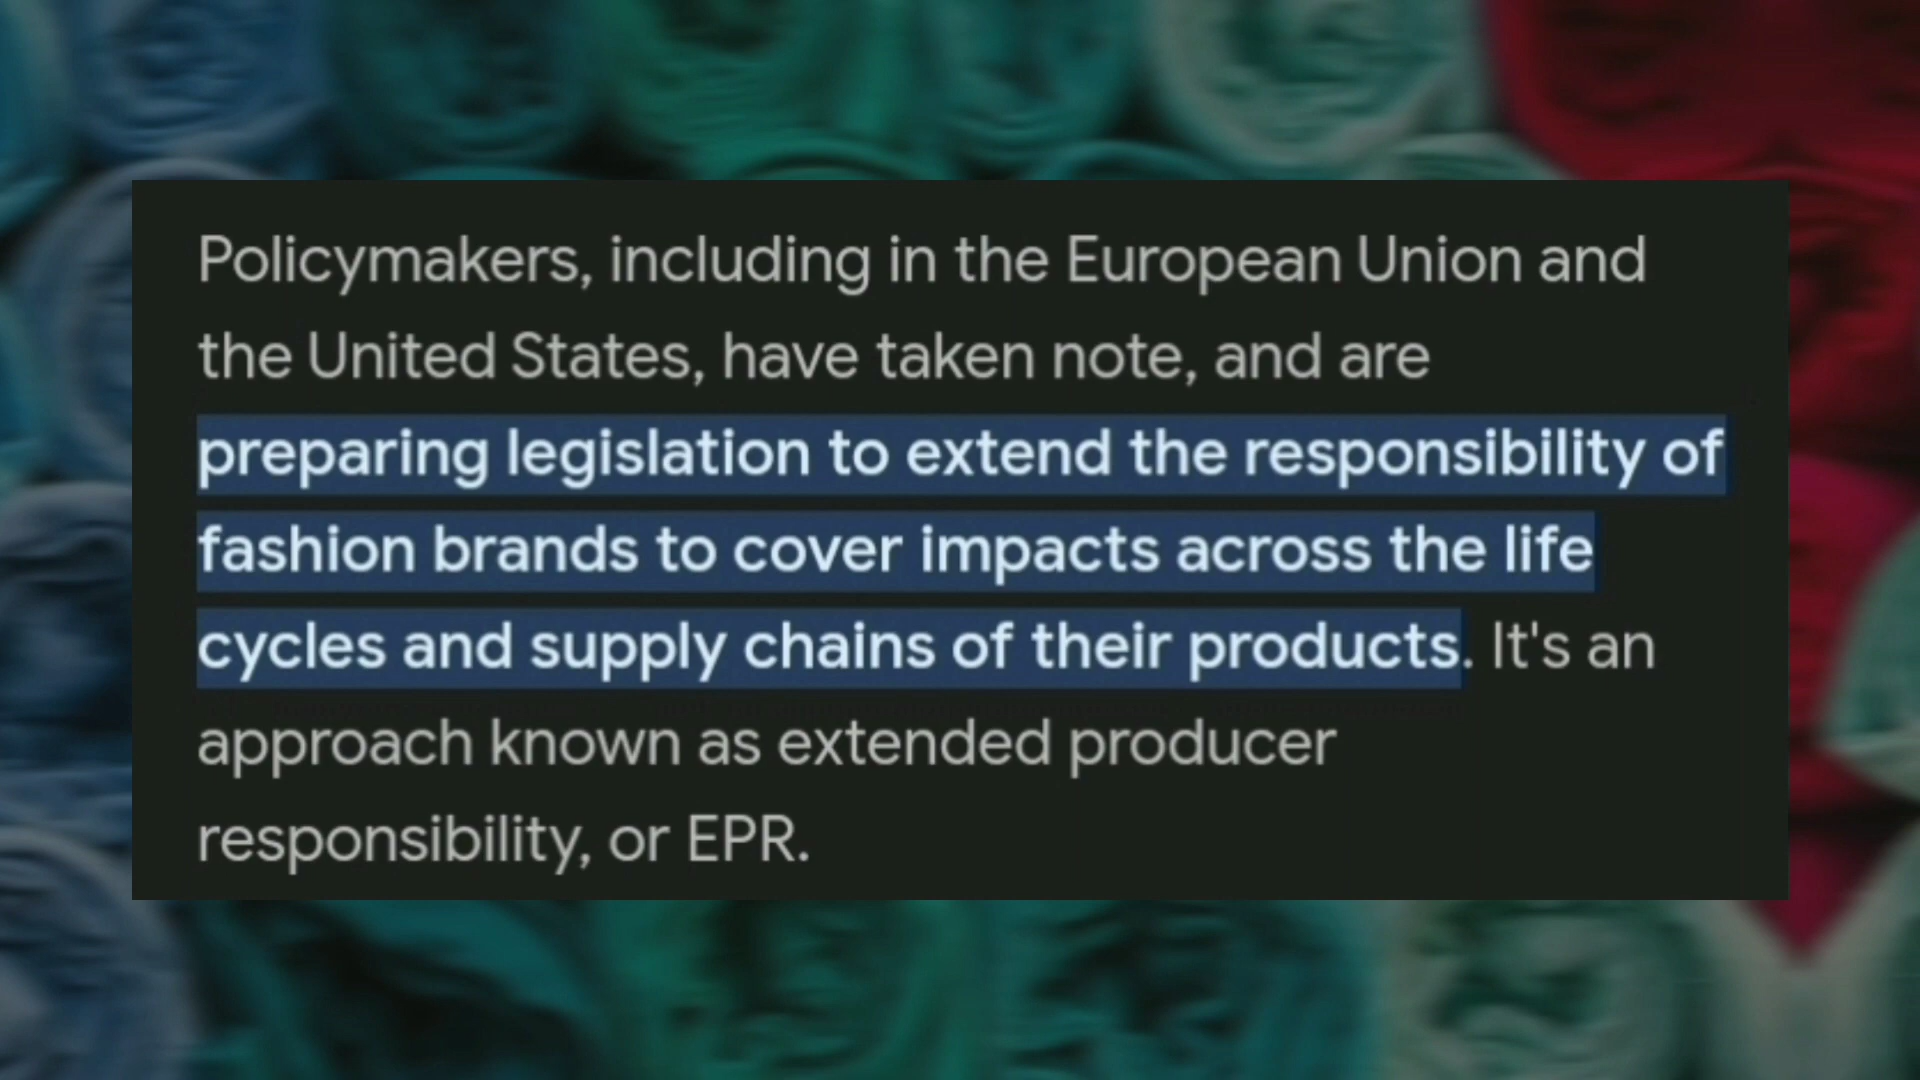 Policymakers, including in the European Union and
the United States, have taken note, and are
preparing legislation to extend the responsibility of
fashion brands to cover impacts across the life
cycles and supply chains of their products. It's an
approach known as extended producer
responsibility, or EPR.